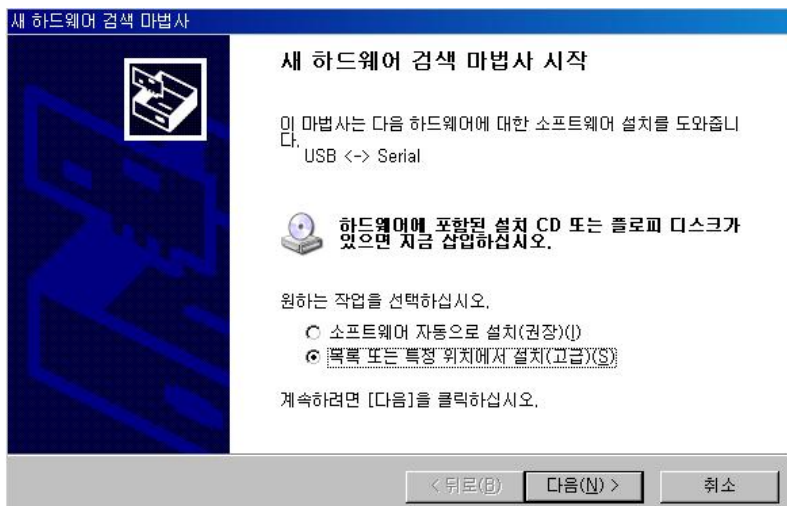 새 하드웨어 검색 마법사
새 하드웨어 검색 마법사 시작
이 마법사는 다음 하드웨어에 대한 소프트웨어 설치를 도와줍니
다.
USB <-> Serial
하드웨어에 포함된 설치 CD 또는 플로피 디스크가
있으면 지금 삽입하십시오.
원하는 작업을 선택하십시오.
소프트웨어 자동으로 설치(권장)(I)
목록 또는 특정 위치에서 설치(고급)(S)
계속하려면 [다음]을 클릭하십시오.
< 뒤로(B) 다음(N) > 취소